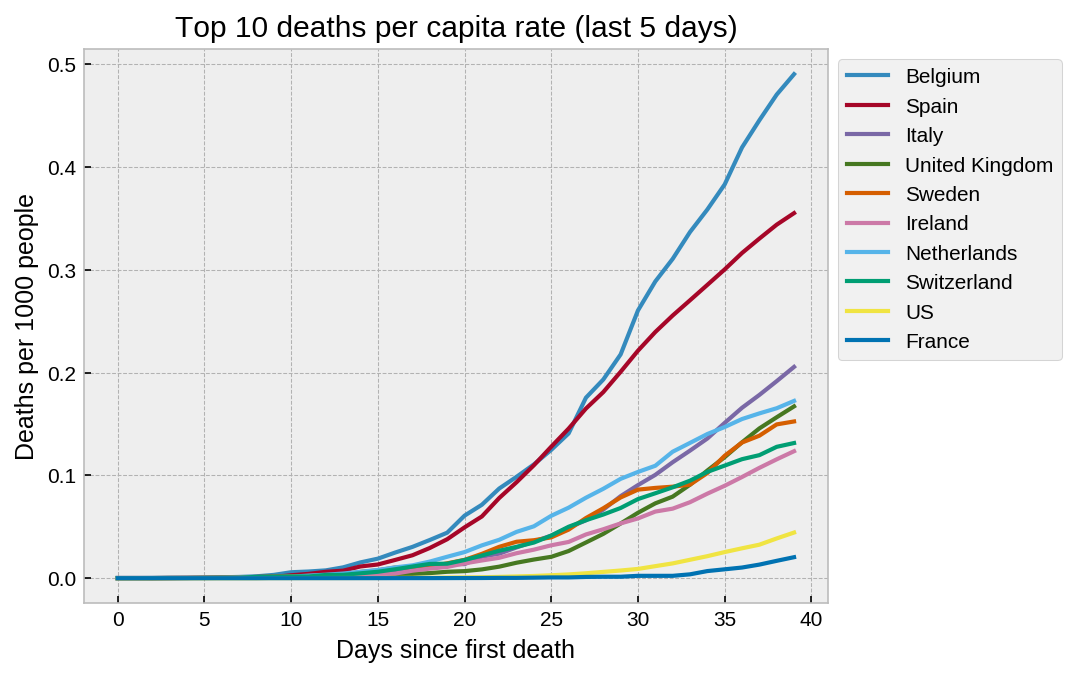 Top 10 deaths per capita rate (last 5 days)
Deaths per 1000 people
0.5
0.4
0.3
0.2
0.1
0.0
0 5 10 15 20 25 30 35 40
Days since first death
Belgium
Spain
Italy
United Kingdom
Sweden
Ireland
Netherlands
Switzerland
US
France